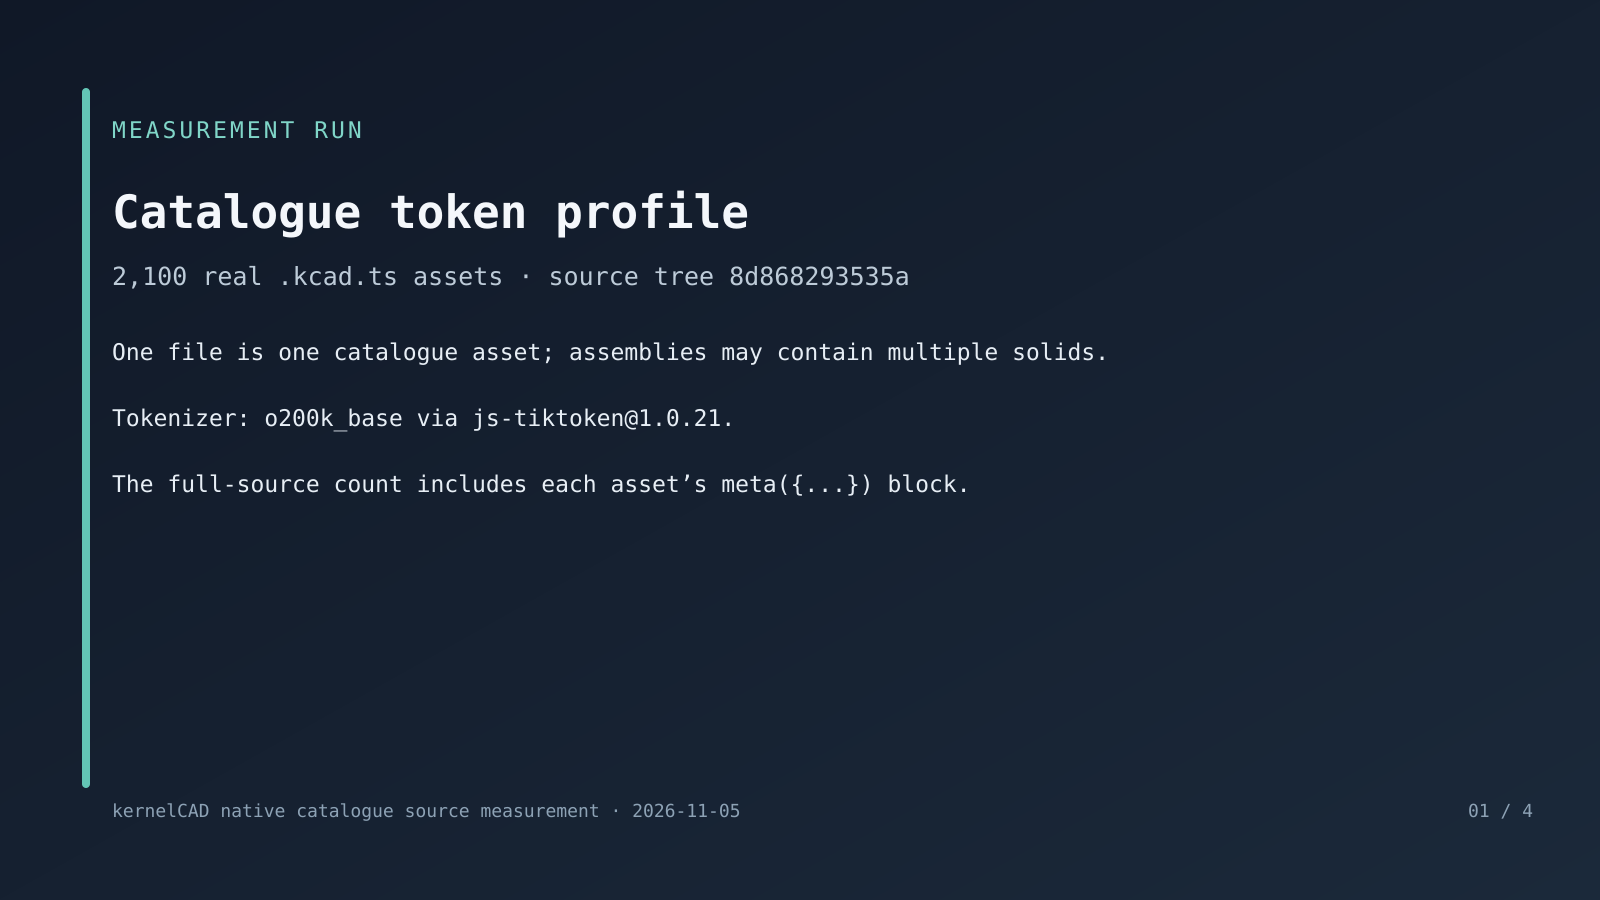 MEASUREMENT RUN
Catalogue token profile
2,100 real .kcad.ts assets · source tree 8d868293535a
One file is one catalogue asset; assemblies may contain multiple solids.
Tokenizer: o200k_base via js-tiktoken@1.0.21.
The full-source count includes each asset’s meta({...}) block.
kernelCAD native catalogue source measurement · 2026-11-05
01 / 4